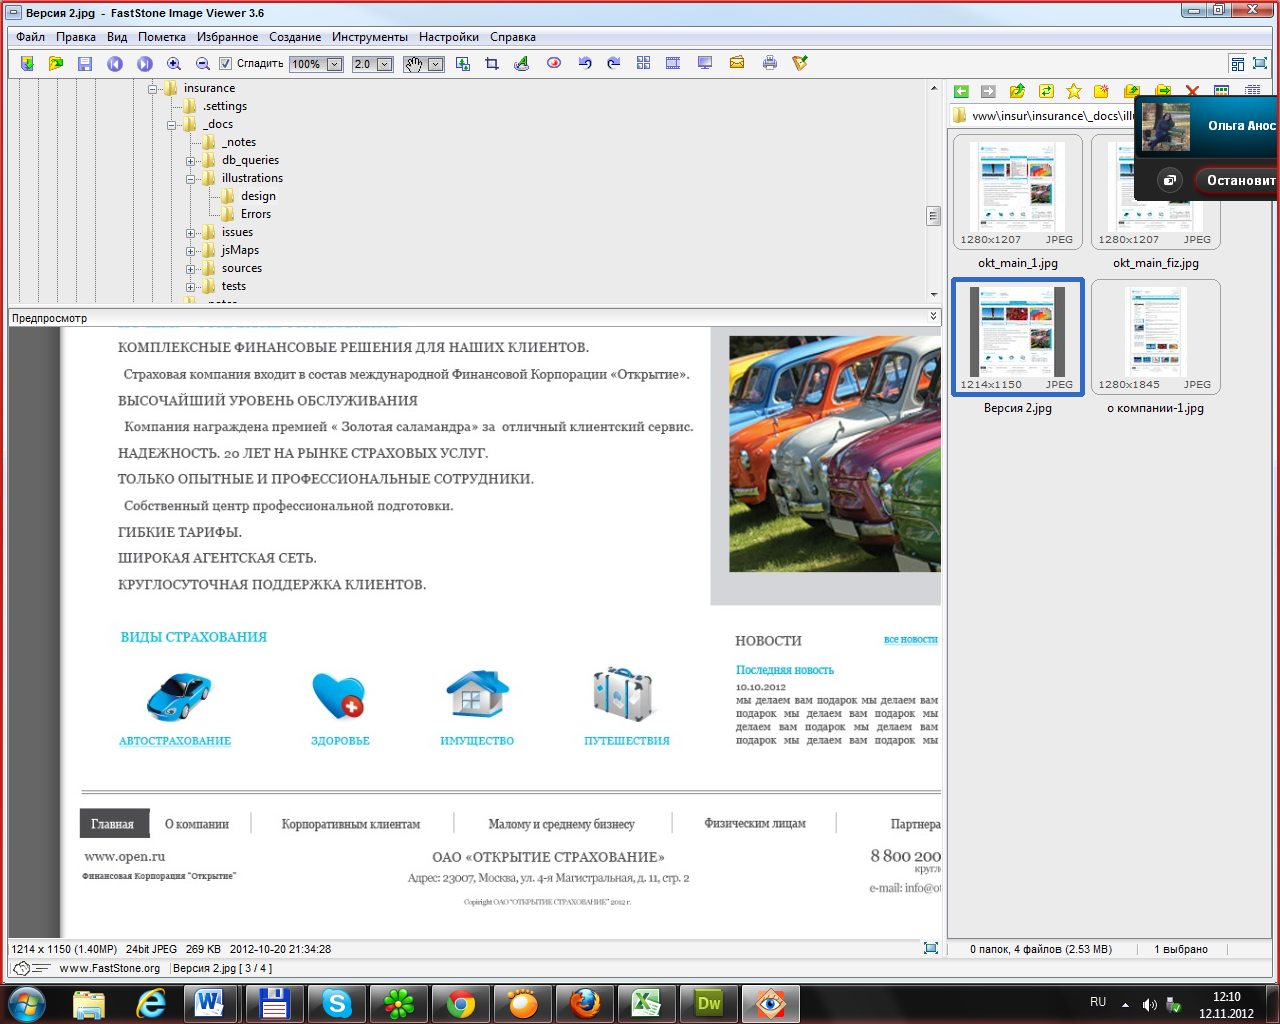 Версия 2.jpg - FastStone Image Viewer 3.6
Файл Правка Вид Пометка Избранное Создание Инструменты Настройки Справка
Сгладить 100% 2.0
insurance
.settings
_docs
_notes
db_queries
illustrations
design
Errors
issues
jsMaps
sources
tests
Предпросмотр
КОМПЛЕКСНЫЕ ФИНАНСОВЫЕ РЕШЕНИЯ ДЛЯ НАШИХ КЛИЕНТОВ.
Страховая компания входит в состав международной Финансовой Корпорации «Открытие».
ВЫСОЧАЙШИЙ УРОВЕНЬ ОБСЛУЖИВАНИЯ
Компания награждена премией « Золотая саламандра» за отличный клиентский сервис.
НАДЕЖНОСТЬ. 20 ЛЕТ НА РЫНКЕ СТРАХОВЫХ УСЛУГ.
ТОЛЬКО ОПЫТНЫЕ И ПРОФЕССИОНАЛЬНЫЕ СОТРУДНИКИ.
Собственный центр профессиональной подготовки.
ГИБКИЕ ТАРИФЫ.
ШИРОКАЯ АГЕНТСКАЯ СЕТЬ.
КРУГЛОСУТОЧНАЯ ПОДДЕРЖКА КЛИЕНТОВ.
ВИДЫ СТРАХОВАНИЯ
АВТОСТРАХОВАНИЕ ЗДОРОВЬЕ ИМУЩЕСТВО ПУТЕШЕСТВИЯ
НОВОСТИ все новости
Последняя новость
10.10.2012
мы делаем вам подарок мы делаем вам
подарок мы делаем вам подарок мы
делаем вам подарок мы делаем вам
подарок мы делаем вам подарок мы
Главная О компании Корпоративным клиентам Малому и среднему бизнесу Физическим лицам Партнера
www.open.ru ОАО «ОТКРЫТИЕ СТРАХОВАНИЕ» 8 800 200
кругл
Финансовая Корпорация "Открытие" Адрес: 23007, Москва, ул. 4-я Магистральная, д. 11, стр. 2 e-mail: info@ot
Copiright ОАО "ОТКРЫТИЕ СТРАХОВАНИЕ" 2012 г.
1214 x 1150 (1.40MP) 24bit JPEG 269 KB 2012-10-20 21:34:28
www.FastStone.org Версия 2.jpg [ 3 / 4 ]
vww\insur\insurance\_docs\illu
Ольга Анос
Остановит
1280x1207 JPEG
okt_main_1.jpg
1280x1207 JPEG
okt_main_fiz.jpg
1214x1150 JPEG
Версия 2.jpg
1280x1845 JPEG
о компании-1.jpg
0 папок, 4 файлов (2.53 MB) 1 выбрано
Dw
RU
12:10
12.11.2012